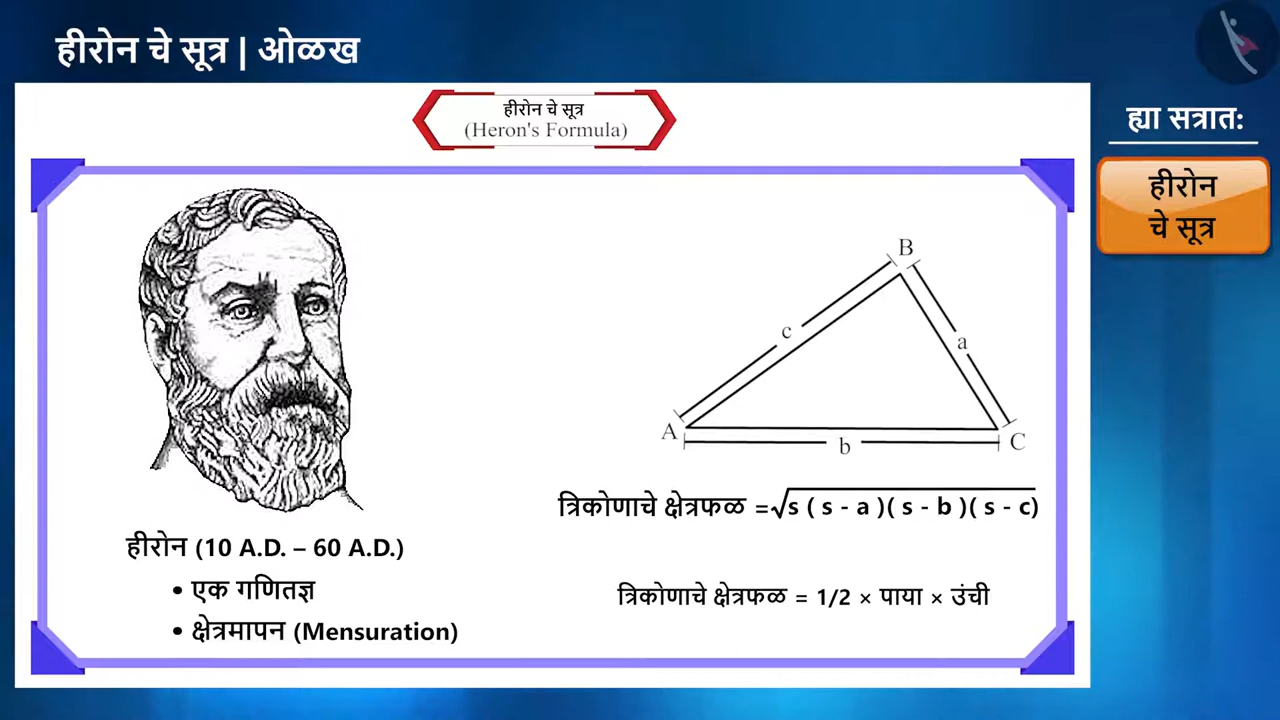 हीरोन चे सूत्र | ओळख
हीरोन चे सूत्र
(Heron's Formula)
ह्या सत्रात:
हीरोन
चे सूत्र
B
c
a
A
b
C
त्रिकोणाचे क्षेत्रफळ =√s ( s - a )( s - b )( s - c)
त्रिकोणाचे क्षेत्रफळ = 1/2 × पाया × उंची
हीरोन (10 A.D. – 60 A.D.)
• एक गणितज्ञ
• क्षेत्रमापन (Mensuration)